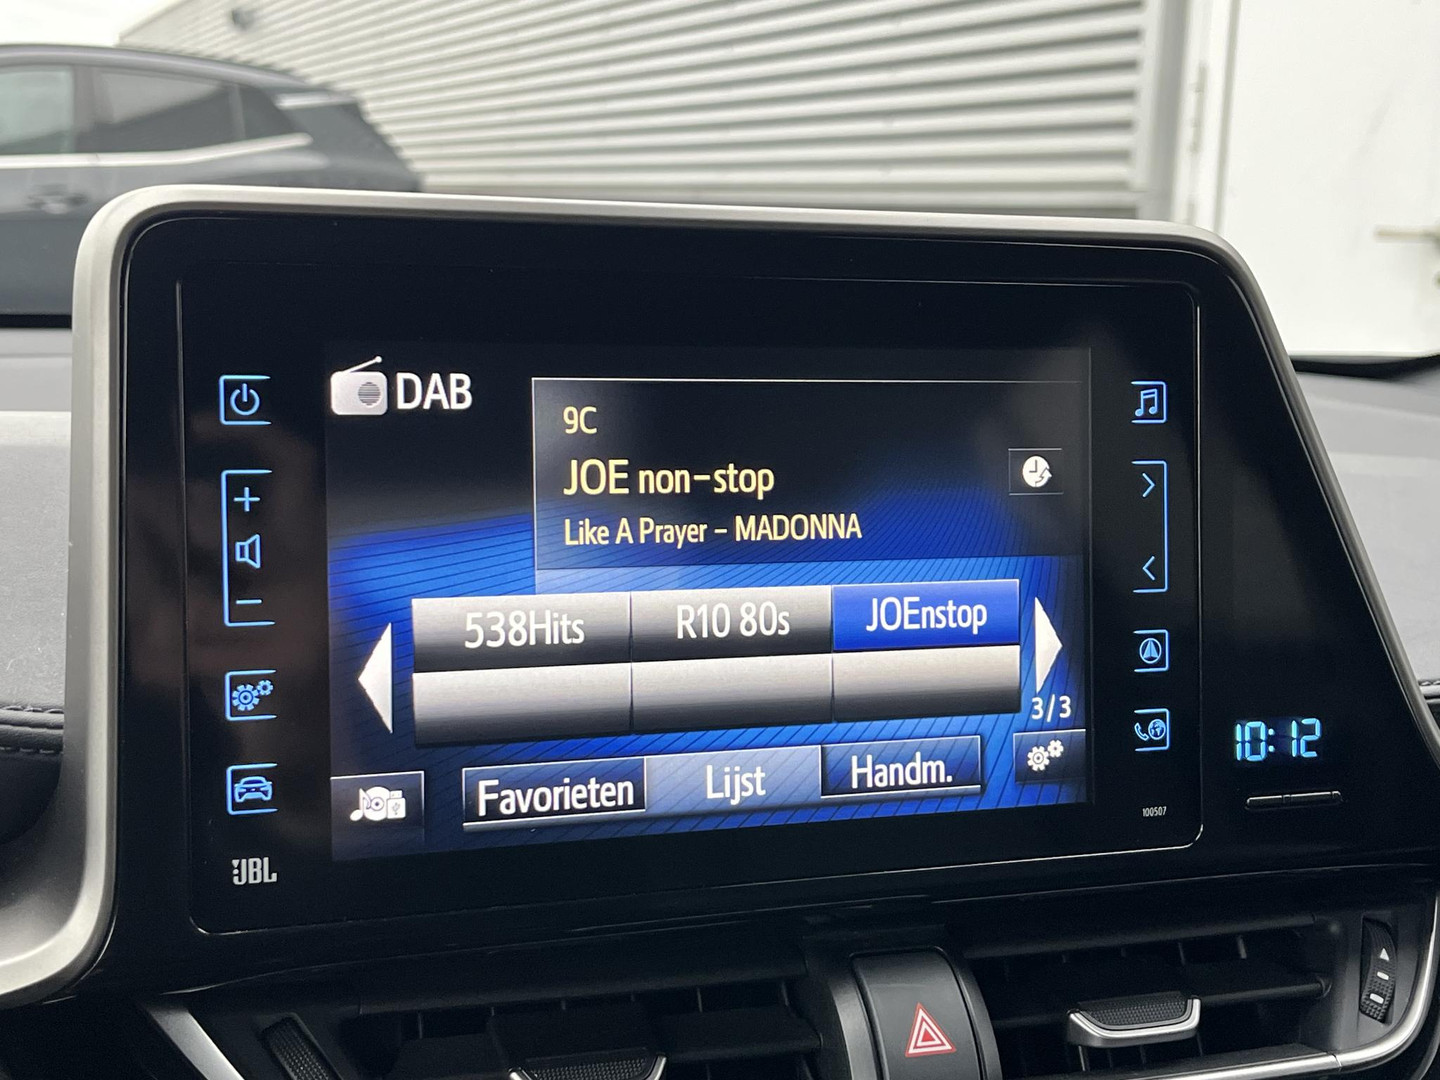 DAB
9C
JOE non-stop
Like A Prayer - MADONNA
538Hits
R10 80s
JOEnstop
3/3
Favorieten
Lijst
Handm.
10:12
100507
JBL